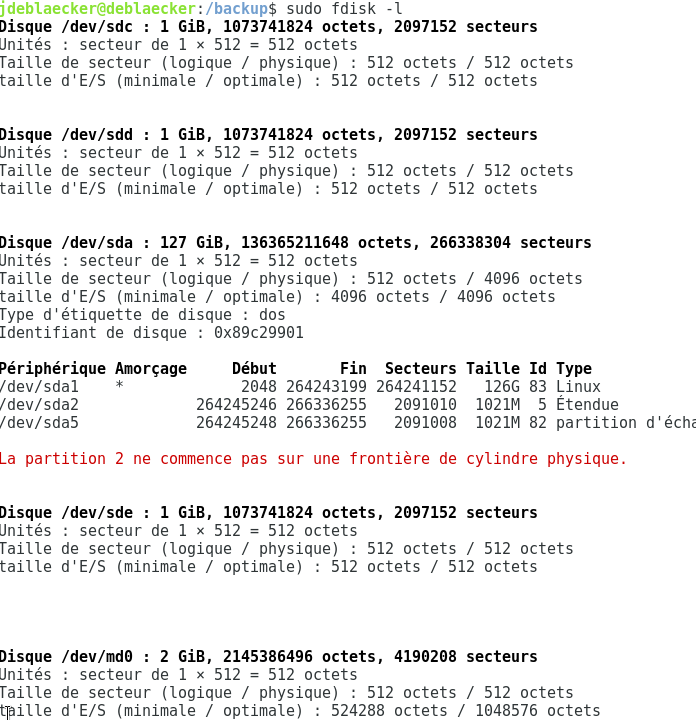 jdeblaecker@deblaecker:/backup$ sudo fdisk -l
Disque /dev/sdc : 1 GiB, 1073741824 octets, 2097152 secteurs
Unités : secteur de 1 × 512 = 512 octets
Taille de secteur (logique / physique) : 512 octets / 512 octets
taille d'E/S (minimale / optimale) : 512 octets / 512 octets
Disque /dev/sdd : 1 GiB, 1073741824 octets, 2097152 secteurs
Unités : secteur de 1 × 512 = 512 octets
Taille de secteur (logique / physique) : 512 octets / 512 octets
taille d'E/S (minimale / optimale) : 512 octets / 512 octets
Disque /dev/sda : 127 GiB, 136365211648 octets, 266338304 secteurs
Unités : secteur de 1 × 512 = 512 octets
Taille de secteur (logique / physique) : 512 octets / 4096 octets
taille d'E/S (minimale / optimale) : 4096 octets / 4096 octets
Type d'étiquette de disque : dos
Identifiant de disque : 0x89c29901
Périphérique Amorçage     Début       Fin  Secteurs Taille Id Type
/dev/sda1    *             2048 264243199 264241152   126G 83 Linux
/dev/sda2             264245246 266336255   2091010  1021M  5 Étendue
/dev/sda5             264245248 266336255   2091008  1021M 82 partition d'écha
La partition 2 ne commence pas sur une frontière de cylindre physique.
Disque /dev/sde : 1 GiB, 1073741824 octets, 2097152 secteurs
Unités : secteur de 1 × 512 = 512 octets
Taille de secteur (logique / physique) : 512 octets / 512 octets
taille d'E/S (minimale / optimale) : 512 octets / 512 octets
Disque /dev/md0 : 2 GiB, 2145386496 octets, 4190208 secteurs
Unités : secteur de 1 × 512 = 512 octets
Taille de secteur (logique / physique) : 512 octets / 512 octets
taille d'E/S (minimale / optimale) : 524288 octets / 1048576 octets